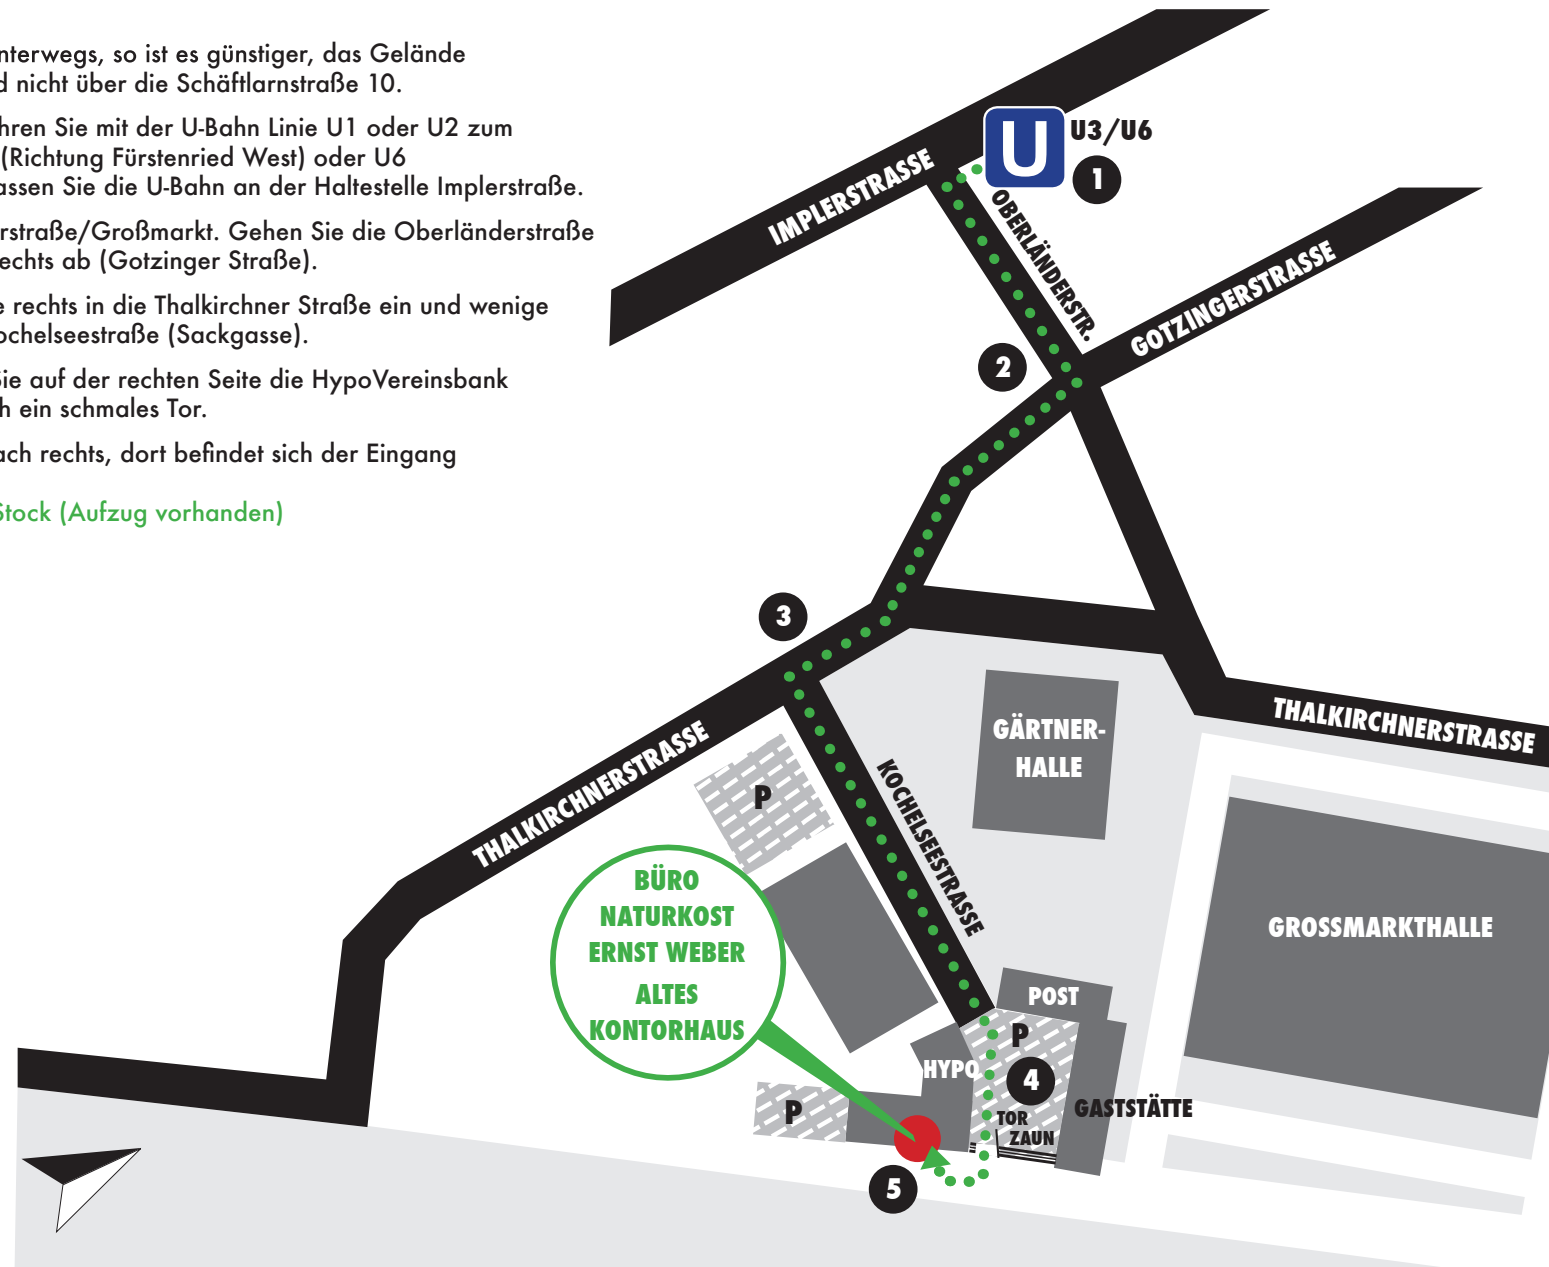 nterwegs, so ist es günstiger, das Gelände
d nicht über die Schäftlarnstraße 10.
hren Sie mit der U-Bahn Linie U1 oder U2 zum
(Richtung Fürstenried West) oder U6
assen Sie die U-Bahn an der Haltestelle Implerstraße.
rstraße/Großmarkt. Gehen Sie die Oberländerstraße
echts ab (Gotzinger Straße).
e rechts in die Thalkirchner Straße ein und wenige
ochelseestraße (Sackgasse).
Sie auf der rechten Seite die HypoVereinsbank
h ein schmales Tor.
ach rechts, dort befindet sich der Eingang
Stock (Aufzug vorhanden)
U
U3/U6
1
IMPLERSTRASSE
OBERLÄNDERSTR.
GOTZINGERSTRASSE
2
3
THALKIRCHNERSTRASSE
GÄRTNER-
HALLE
THALKIRCHNERSTRASSE
P
KOCHELSEESTRASSE
BÜRO
NATURKOST
ERNST WEBER
ALTES
KONTORHAUS
GROSSMARKTHALLE
POST
P
HYPO
4
P
GASTSTÄTTE
TOR
ZAUN
5